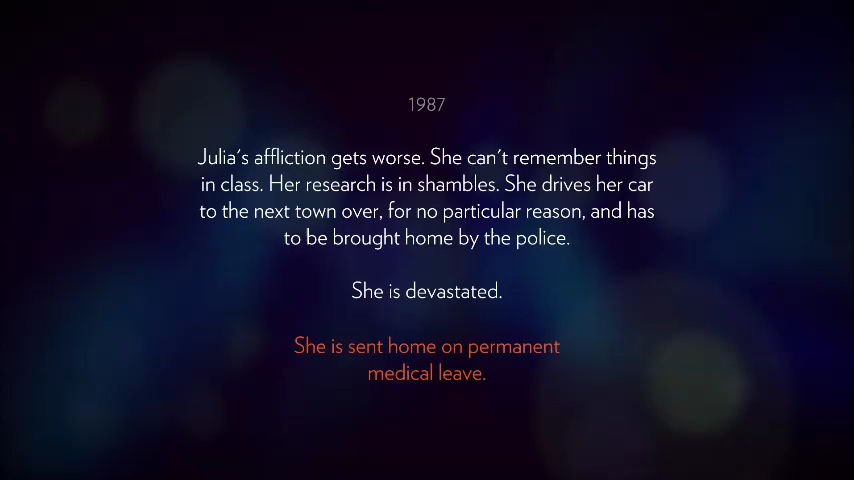 1987
Julia's affliction gets worse. She can't remember things
in class. Her research is in shambles. She drives her car
to the next town over, for no particular reason, and has
to be brought home by the police.
She is devastated.
She is sent home on permanent
medical leave.